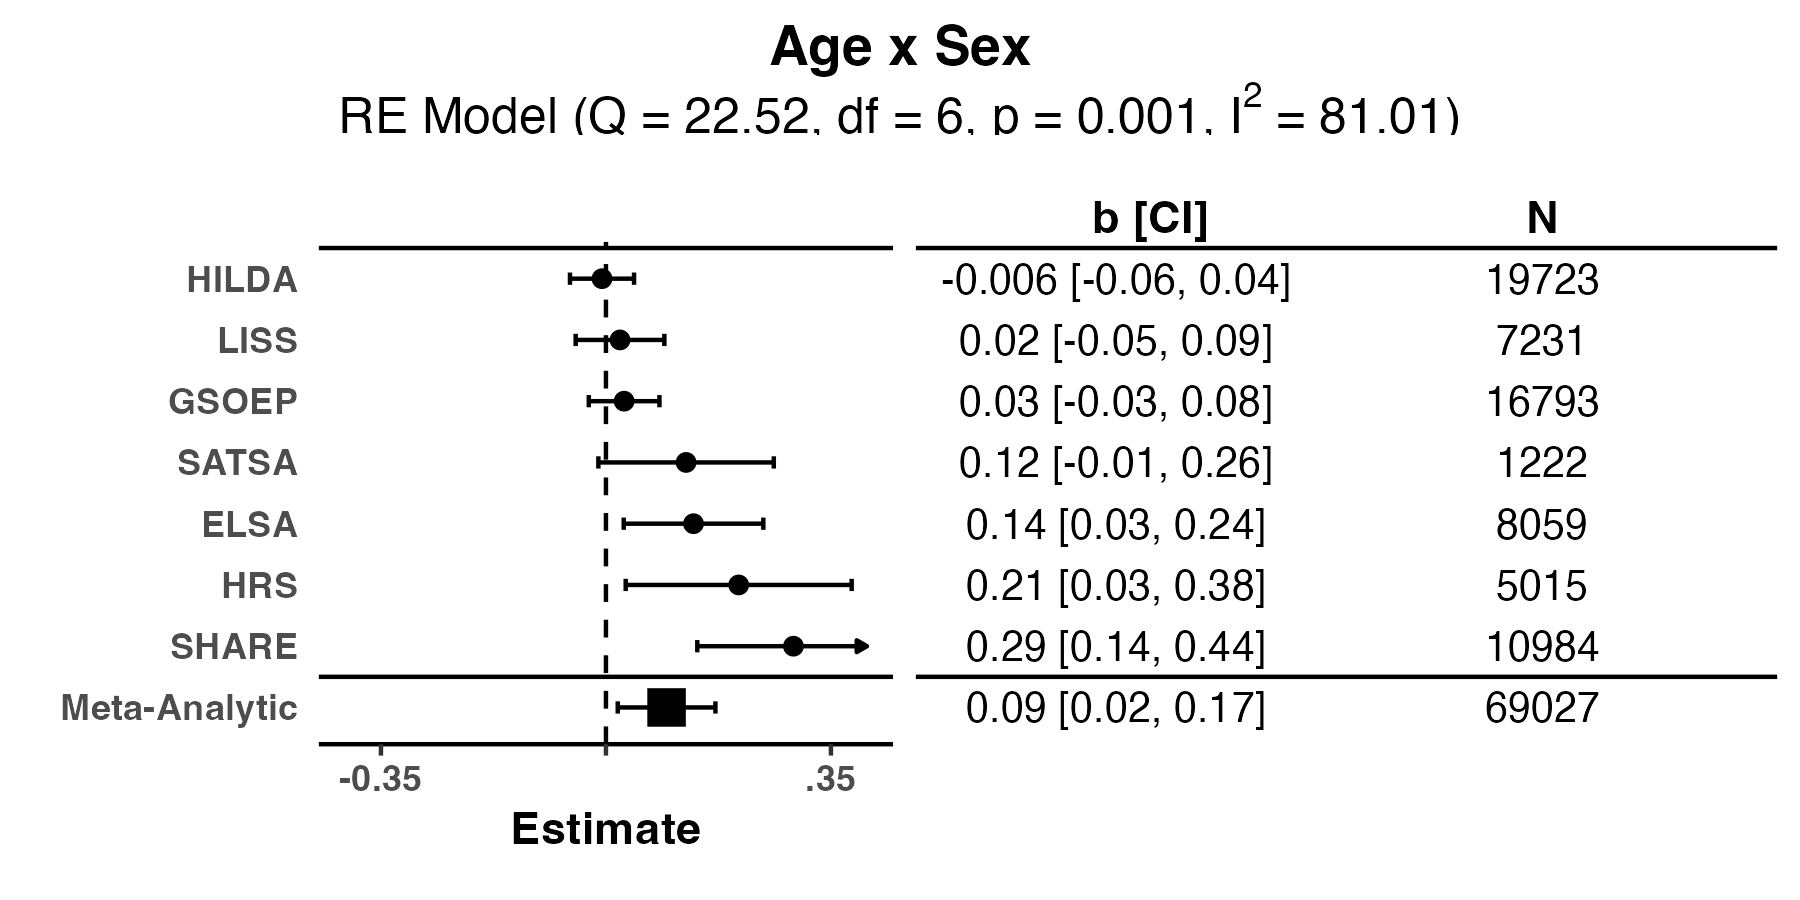 Age x Sex
RE Model (Q = 22.52, df = 6, p = 0.001, I² = 81.01)
b [CI] N
HILDA -0.006 [-0.06, 0.04] 19723
LISS 0.02 [-0.05, 0.09] 7231
GSOEP 0.03 [-0.03, 0.08] 16793
SATSA 0.12 [-0.01, 0.26] 1222
ELSA 0.14 [0.03, 0.24] 8059
HRS 0.21 [0.03, 0.38] 5015
SHARE 0.29 [0.14, 0.44] 10984
Meta-Analytic 0.09 [0.02, 0.17] 69027
-0.35 .35
Estimate